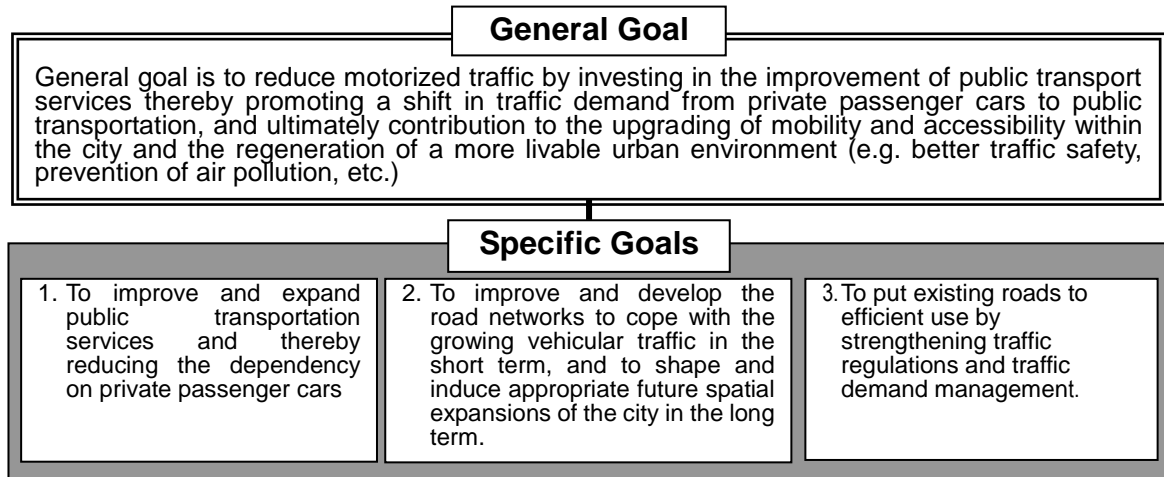 General Goal
General goal is to reduce motorized traffic by investing in the improvement of public transport
services thereby promoting a shift in traffic demand from private passenger cars to public
transportation, and ultimately contribution to the upgrading of mobility and accessibility within
the city and the regeneration of a more livable urban environment (e.g. better traffic safety,
prevention of air pollution, etc.)
Specific Goals
1. To improve and expand
public transportation
services and thereby
reducing the dependency
on private passenger cars
2. To improve and develop the
road networks to cope with the
growing vehicular traffic in the
short term, and to shape and
induce appropriate future spatial
expansions of the city in the long
term.
3. To put existing roads to
efficient use by
strengthening traffic
regulations and traffic
demand management.